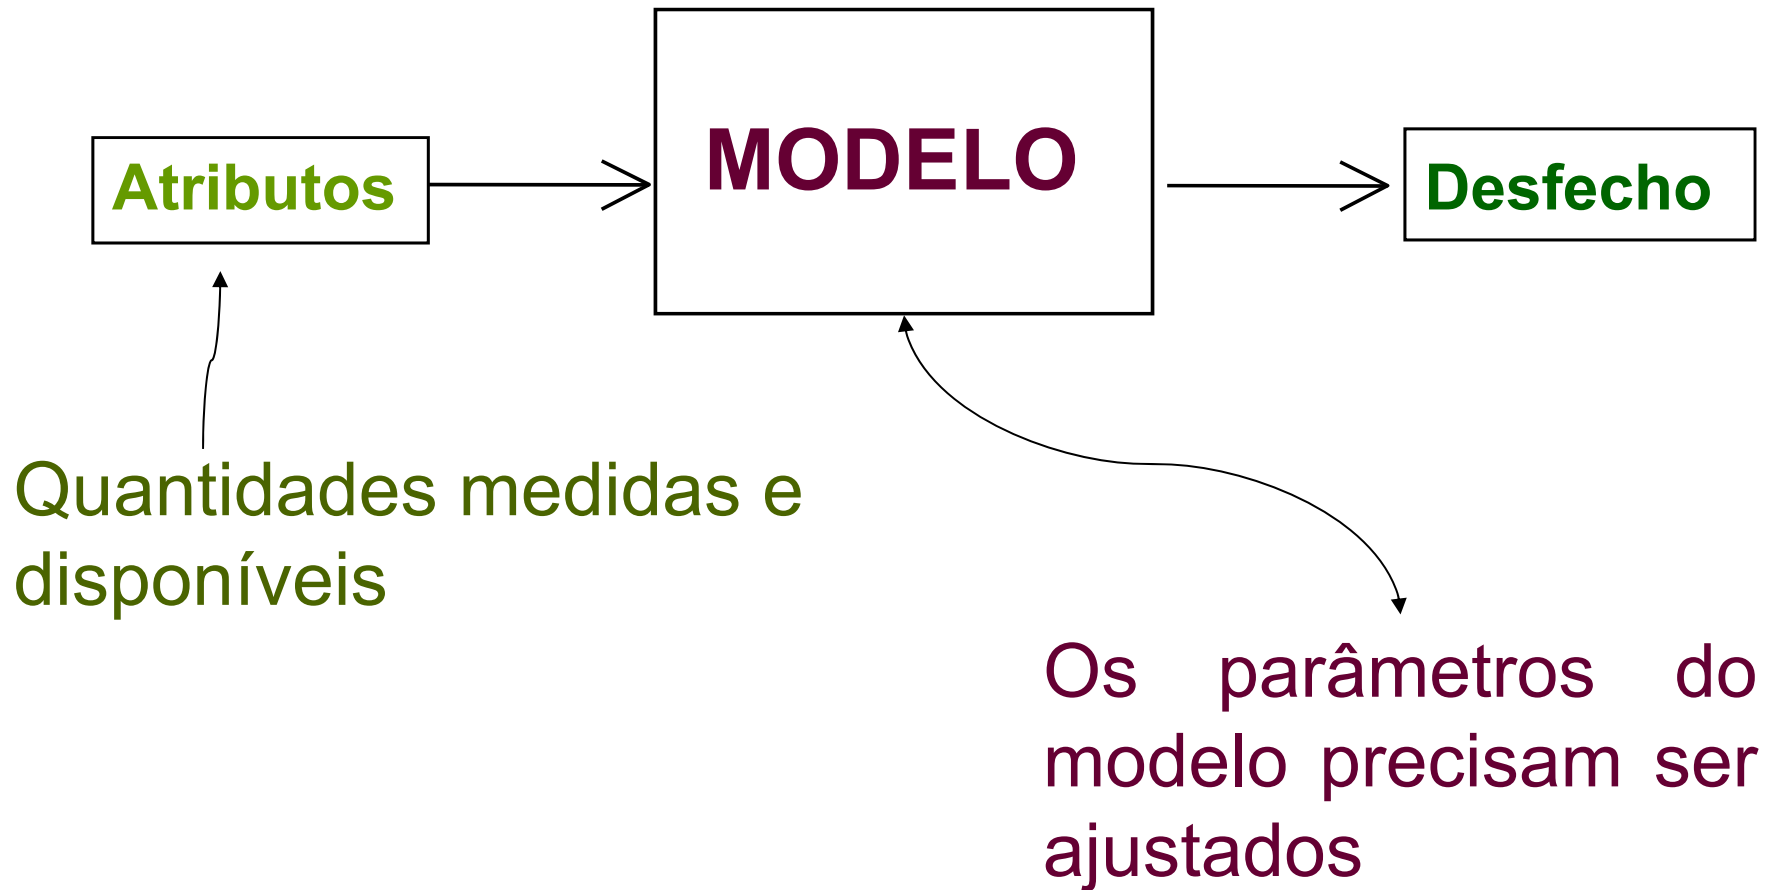 Atributos
MODELO
Desfecho
Quantidades medidas e
disponíveis
Os parâmetros do
modelo precisam ser
ajustados